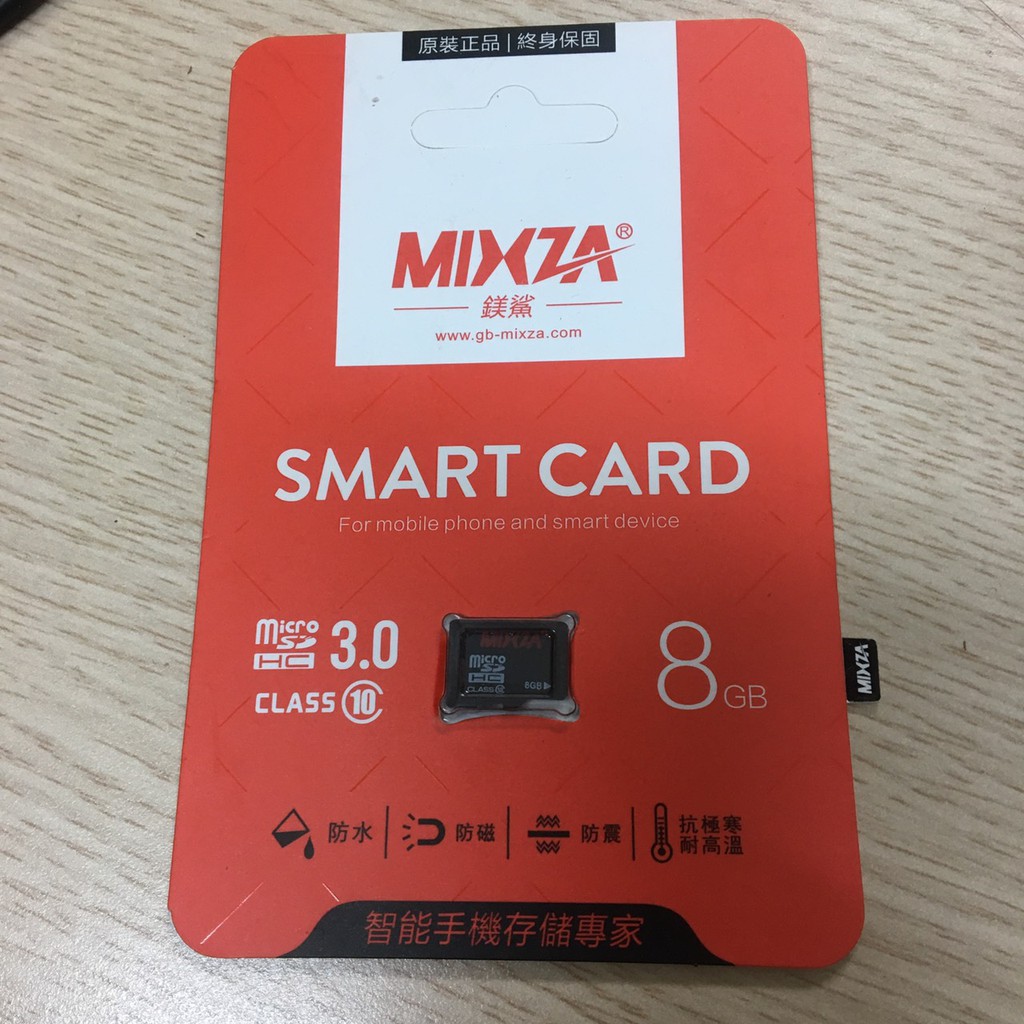 原裝正品 | 終身保固
MIXZA®
鎂鯊
www.gb-mixza.com
SMART CARD
For mobile phone and smart device
micro
SD
HC
3.0
CLASS 10
MIXZA
micro
SD
HC
CLASS 10
8GB
8GB
MIXZA
防水
防磁
防震
抗極寒
耐高溫
智能手機存儲專家